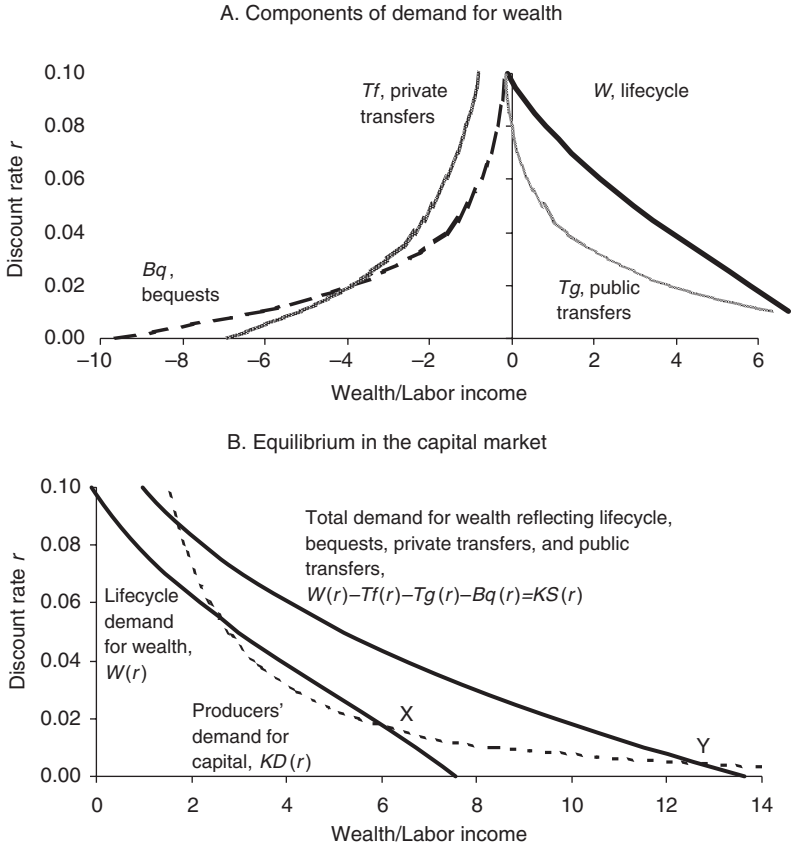 A. Components of demand for wealth
0.10
0.08
0.06
0.04
0.02
0.00
Discount rate r
Tf, private
transfers
W, lifecycle
Bq,
bequests
Tg, public
transfers
−10
−8
−6
−4
−2
0
2
4
6
Wealth/Labor income
B. Equilibrium in the capital market
0.10
0.08
0.06
0.04
0.02
0.00
Discount rate r
Total demand for wealth reflecting lifecycle,
bequests, private transfers, and public
transfers,
W(r)−Tf(r)−Tg(r)−Bq(r)=KS(r)
Lifecycle
demand
for wealth,
W(r)
Producers'
demand for
capital, KD(r)
X
Y
0
2
4
6
8
10
12
14
Wealth/Labor income